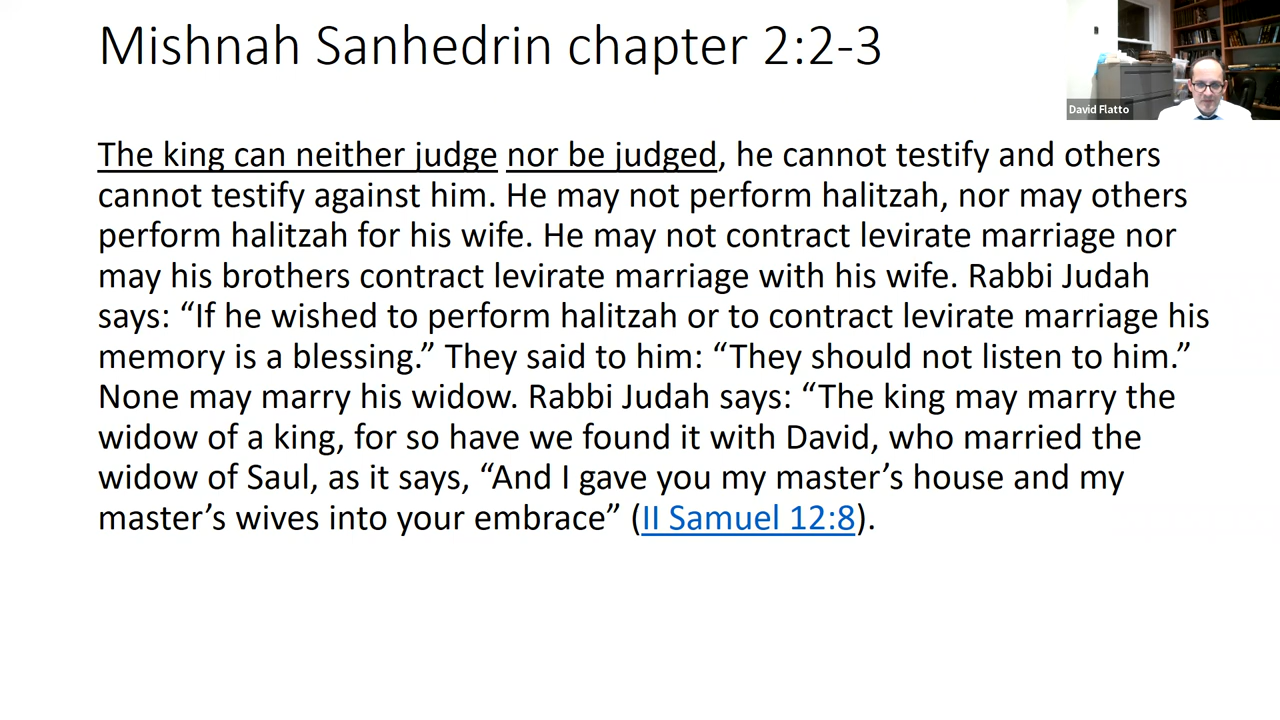 Mishnah Sanhedrin chapter 2:2-3
David Flatto
The king can neither judge nor be judged, he cannot testify and others
cannot testify against him. He may not perform halitzah, nor may others
perform halitzah for his wife. He may not contract levirate marriage nor
may his brothers contract levirate marriage with his wife. Rabbi Judah
says: “If he wished to perform halitzah or to contract levirate marriage his
memory is a blessing.” They said to him: “They should not listen to him.”
None may marry his widow. Rabbi Judah says: “The king may marry the
widow of a king, for so have we found it with David, who married the
widow of Saul, as it says, “And I gave you my master’s house and my
master’s wives into your embrace” (II Samuel 12:8).